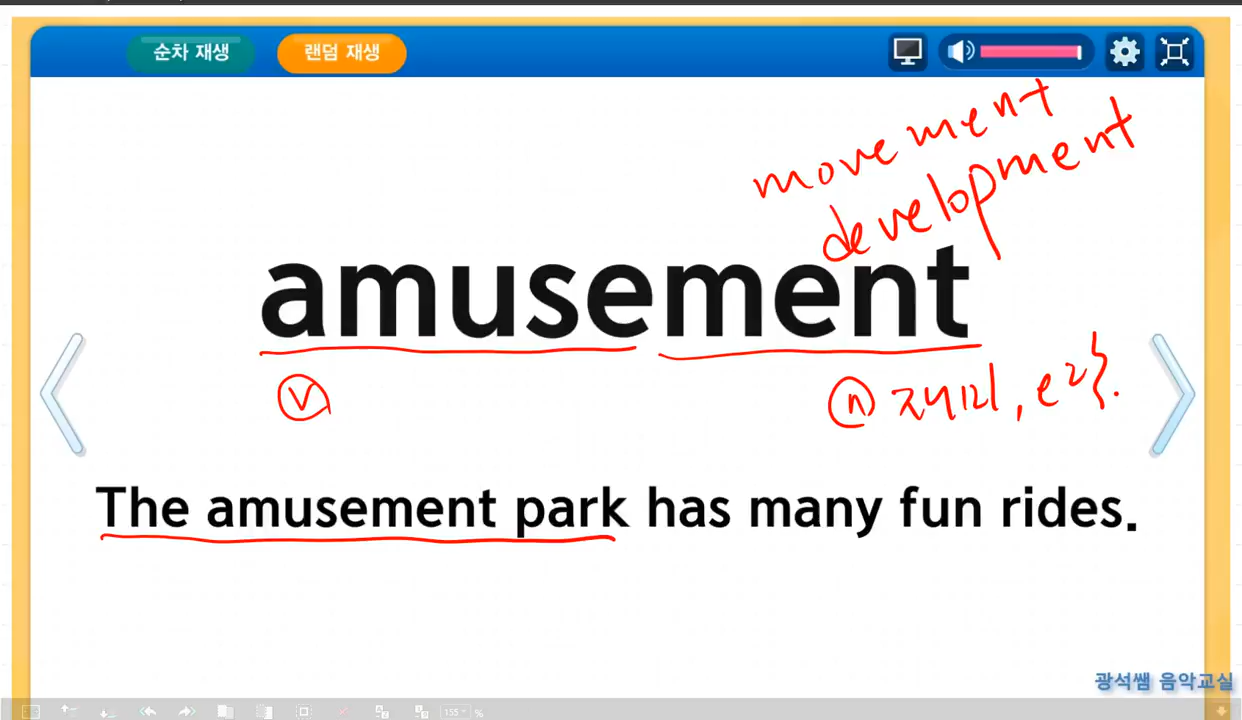 순차 재생
랜덤 재생
movement
development
amusement
v
n 재미, 오락.
The amusement park has many fun rides.
광석쌤 음악교실
155 %